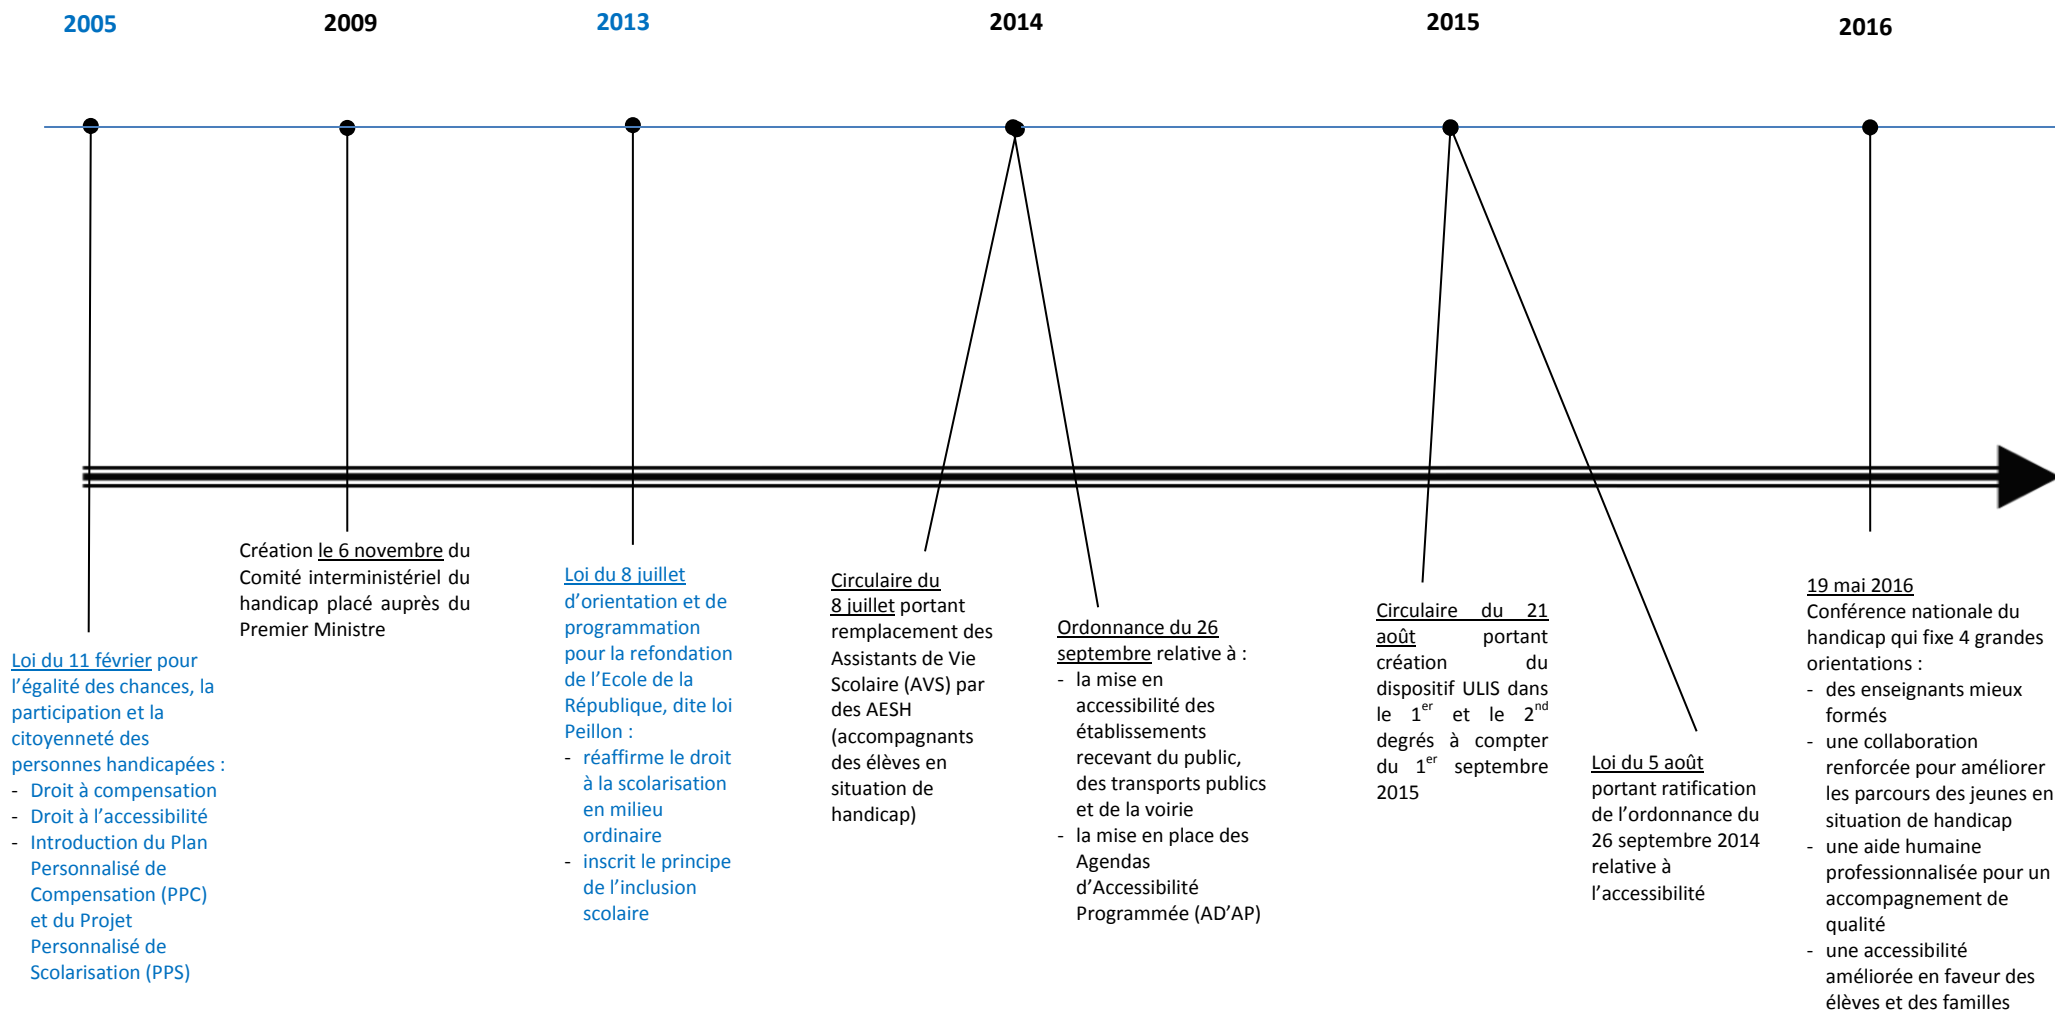 2005
2009
2013
2014
2015
2016
Loi du 11 février pour
l’égalité des chances, la
participation et la
citoyenneté des
personnes handicapées :
- Droit à compensation
- Droit à l’accessibilité
- Introduction du Plan
Personnalisé de
Compensation (PPC)
et du Projet
Personnalisé de
Scolarisation (PPS)
Création le 6 novembre du
Comité interministériel du
handicap placé auprès du
Premier Ministre
Loi du 8 juillet
d’orientation et de
programmation
pour la refondation
de l’Ecole de la
République, dite loi
Peillon :
- réaffirme le droit
à la scolarisation
en milieu
ordinaire
- inscrit le principe
de l’inclusion
scolaire
Circulaire du
8 juillet portant
remplacement des
Assistants de Vie
Scolaire (AVS) par
des AESH
(accompagnants
des élèves en
situation de
handicap)
Ordonnance du 26
septembre relative à :
- la mise en
accessibilité des
établissements
recevant du public,
des transports publics
et de la voirie
- la mise en place des
Agendas
d’Accessibilité
Programmée (AD’AP)
Circulaire du 21
août portant
création du
dispositif ULIS dans
le 1er et le 2nd
degrés à compter
du 1er septembre
2015
Loi du 5 août
portant ratification
de l’ordonnance du
26 septembre 2014
relative à
l’accessibilité
19 mai 2016
Conférence nationale du
handicap qui fixe 4 grandes
orientations :
- des enseignants mieux
formés
- une collaboration
renforcée pour améliorer
les parcours des jeunes en
situation de handicap
- une aide humaine
professionnalisée pour un
accompagnement de
qualité
- une accessibilité
améliorée en faveur des
élèves et des familles